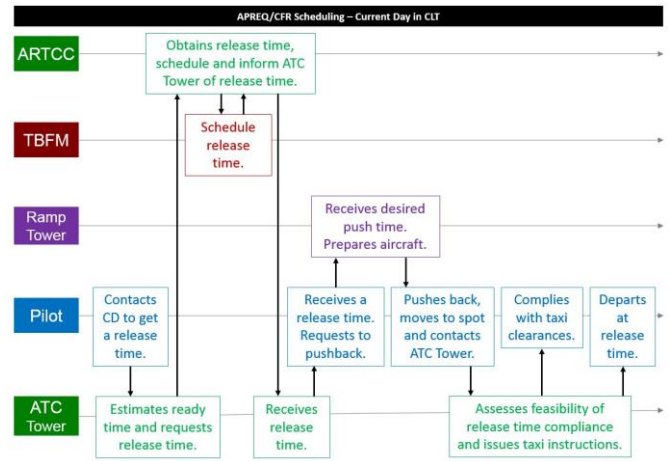 APREQ/CFR Scheduling – Current Day in CLT
ARTCC
Obtains release time,
schedule and inform ATC
Tower of release time.
TBFM
Schedule
release
time.
Ramp
Tower
Receives desired
push time.
Prepares aircraft.
Pilot
Contacts
CD to get
a release
time.
Receives a
release time.
Requests to
pushback.
Pushes back,
moves to spot
and contacts
ATC Tower.
Complies
with taxi
clearances.
Departs
at
release
time.
ATC
Tower
Estimates ready
time and requests
release time.
Receives
release
time.
Assesses feasibility of
release time compliance
and issues taxi instructions.